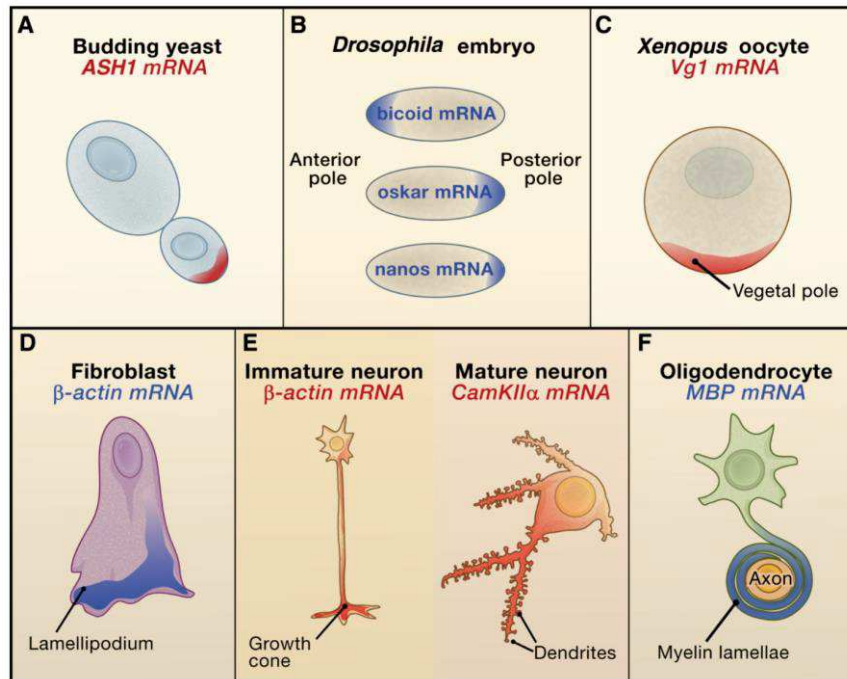 A
Budding yeast
ASH1 mRNA
B
Drosophila embryo
bicoid mRNA
Anterior pole
Posterior pole
oskar mRNA
nanos mRNA
C
Xenopus oocyte
Vg1 mRNA
Vegetal pole
D
Fibroblast
β-actin mRNA
Lamellipodium
E
Immature neuron
β-actin mRNA
Growth
cone
Mature neuron
CamKIIα mRNA
Dendrites
F
Oligodendrocyte
MBP mRNA
Axon
Myelin lamellae